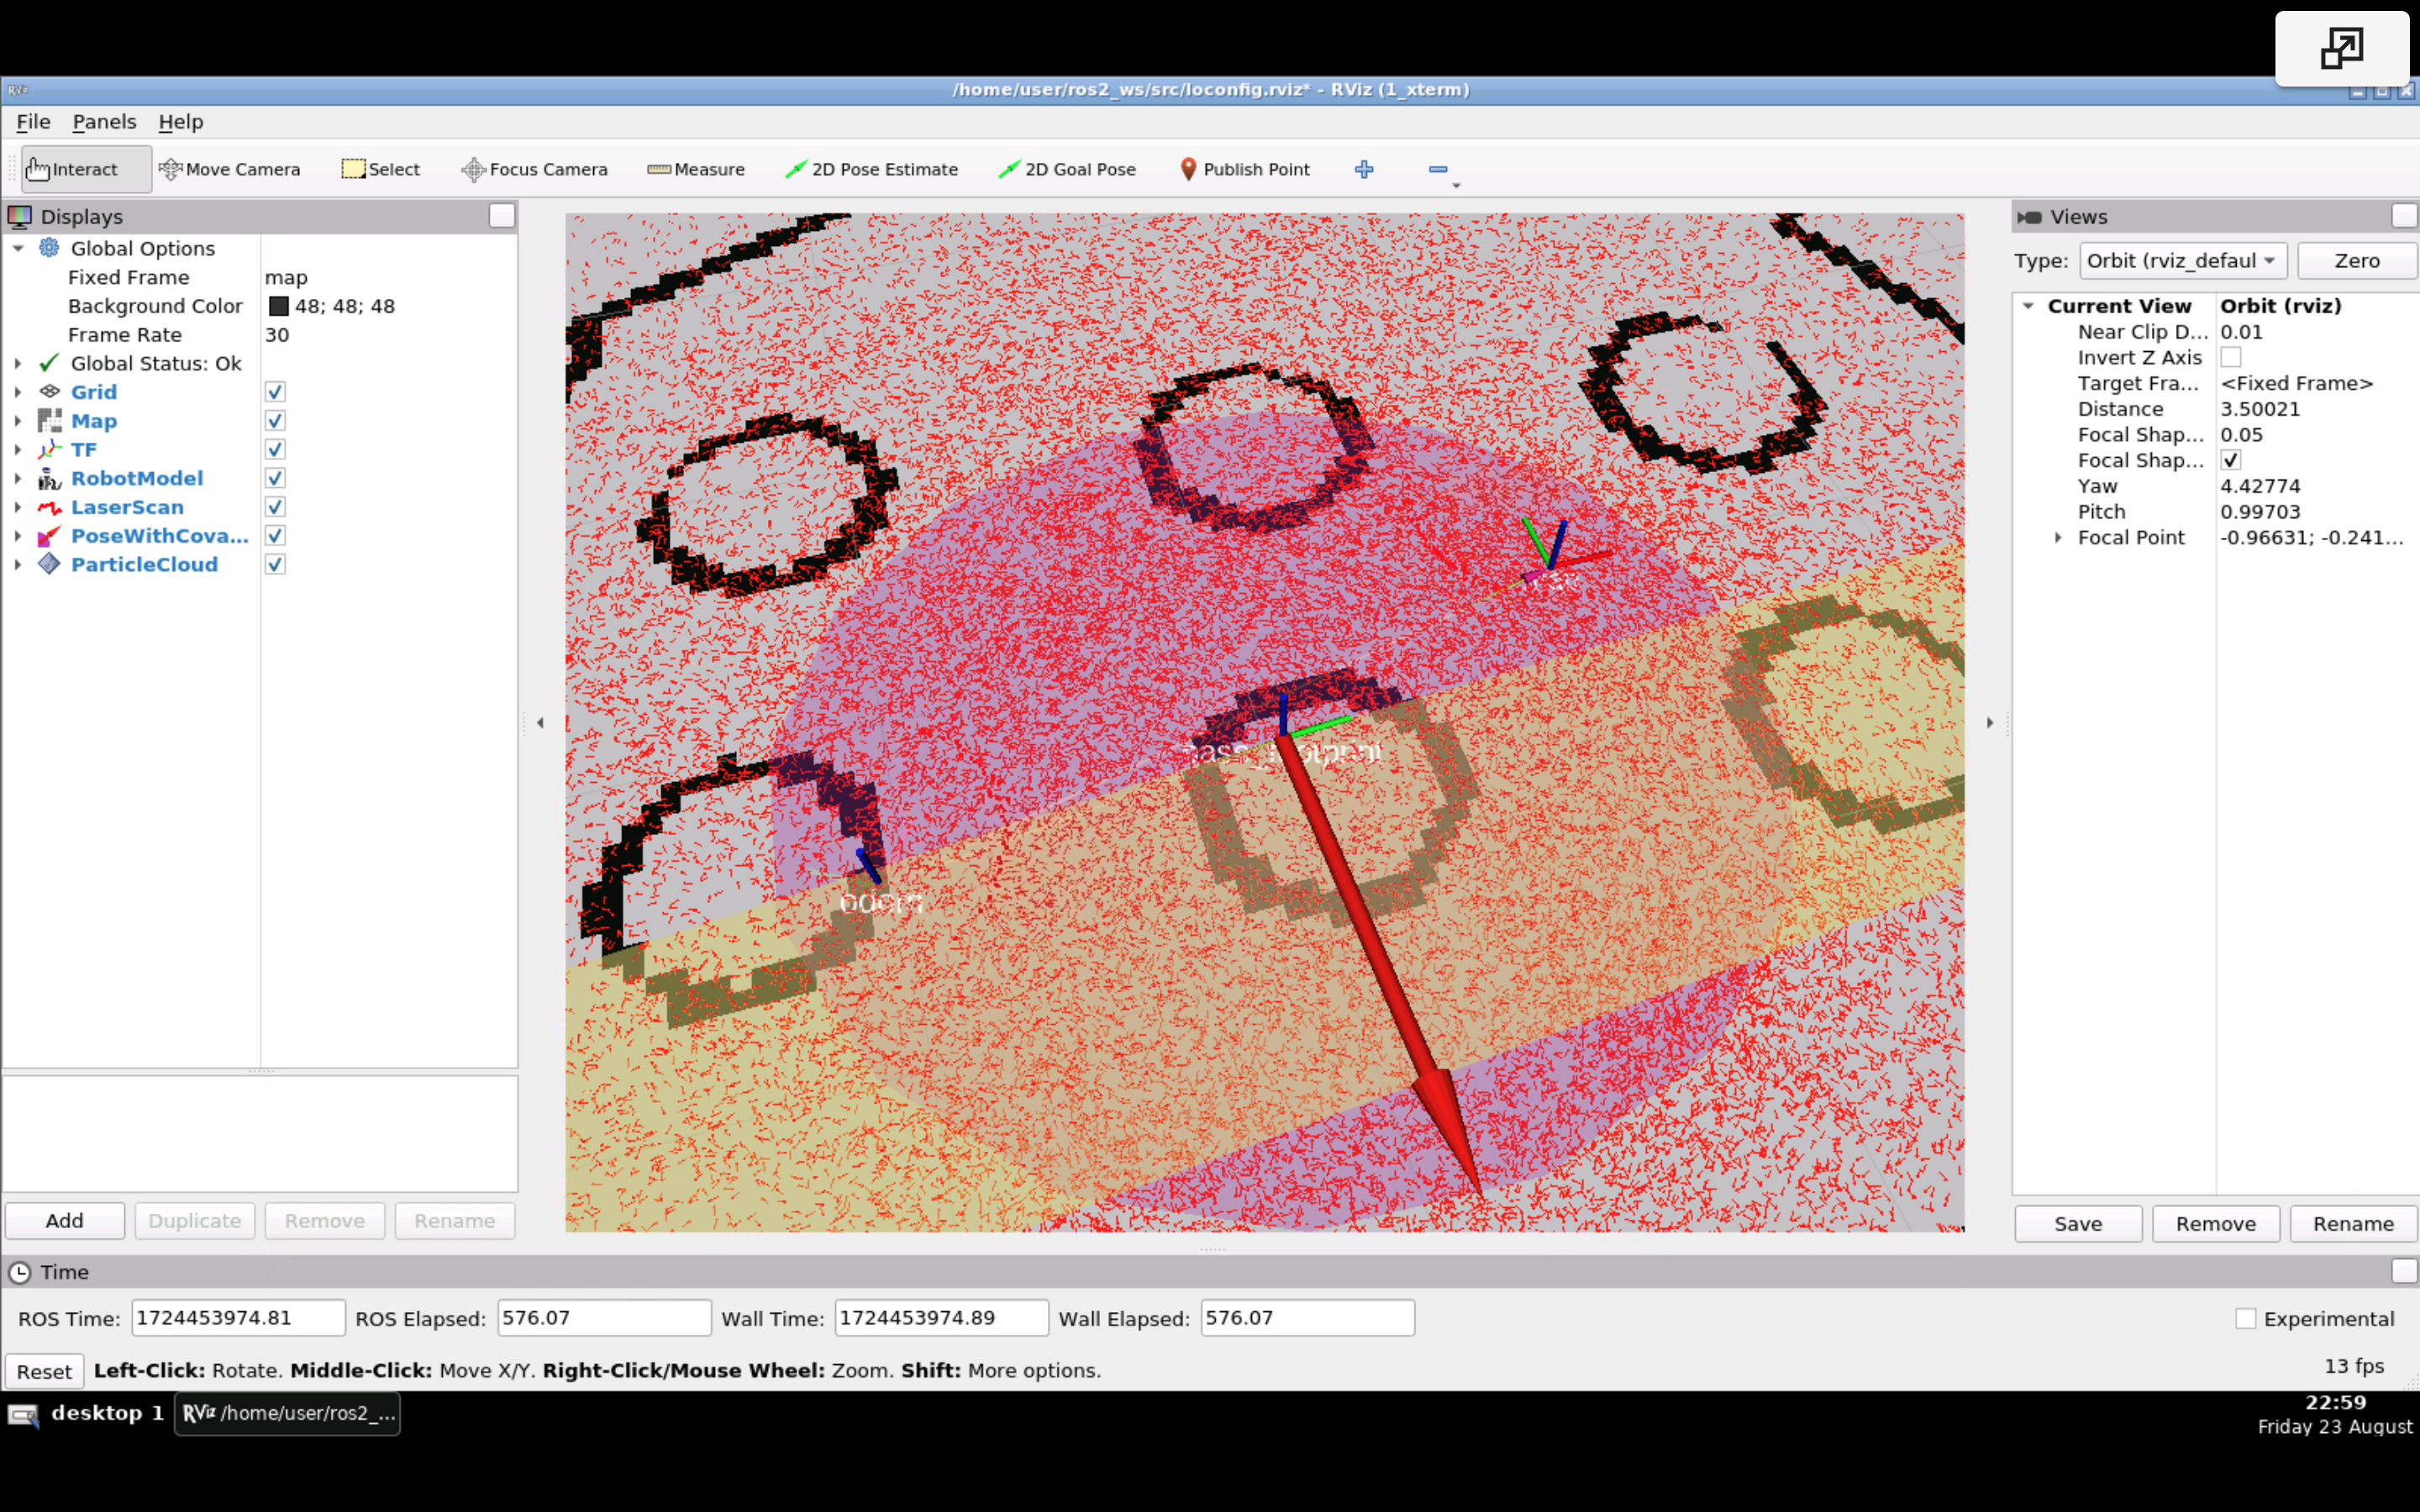 /home/user/ros2_ws/src/loconfig.rviz* - RViz (1_xterm)
File Panels Help
Interact Move Camera Select Focus Camera Measure 2D Pose Estimate 2D Goal Pose Publish Point
Displays
Global Options
Fixed Frame map
Background Color 48; 48; 48
Frame Rate 30
Global Status: Ok
Grid
Map
TF
RobotModel
LaserScan
PoseWithCova...
ParticleCloud
Add Duplicate Remove Rename
odom
Views
Type: Orbit (rviz_defaul Zero
Current View Orbit (rviz)
Near Clip D... 0.01
Invert Z Axis
Target Fra... <Fixed Frame>
Distance 3.50021
Focal Shap... 0.05
Focal Shap...
Yaw 4.42774
Pitch 0.99703
Focal Point -0.96631; -0.241...
Save Remove Rename
Time
ROS Time: 1724453974.81 ROS Elapsed: 576.07 Wall Time: 1724453974.89 Wall Elapsed: 576.07 Experimental
Reset Left-Click: Rotate. Middle-Click: Move X/Y. Right-Click/Mouse Wheel: Zoom. Shift: More options. 13 fps
desktop 1 RViz /home/user/ros2_...
22:59
Friday 23 August